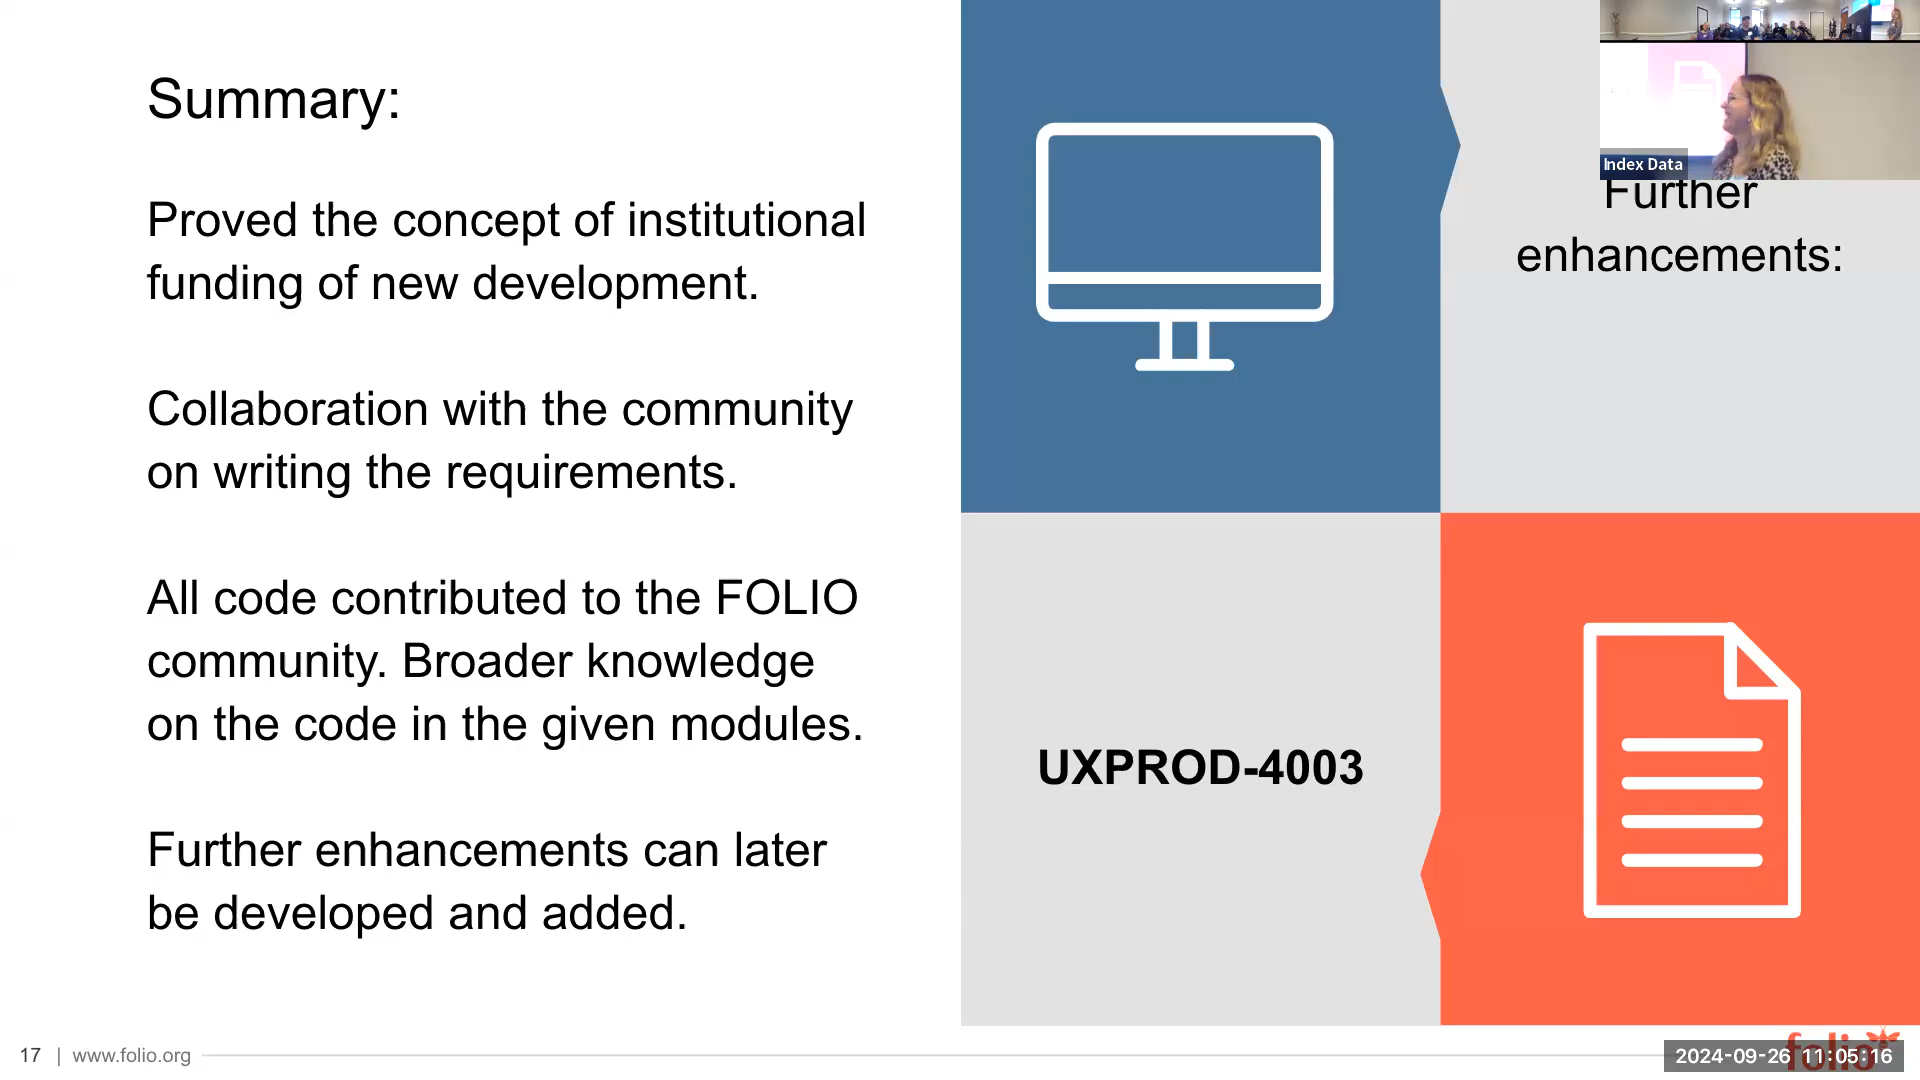 Summary:
Proved the concept of institutional
funding of new development.
Collaboration with the community
on writing the requirements.
All code contributed to the FOLIO
community. Broader knowledge
on the code in the given modules.
Further enhancements can later
be developed and added.
Index Data
Further
enhancements:
UXPROD-4003
17 | www.folio.org
folio
2024-09-26 11:05:16